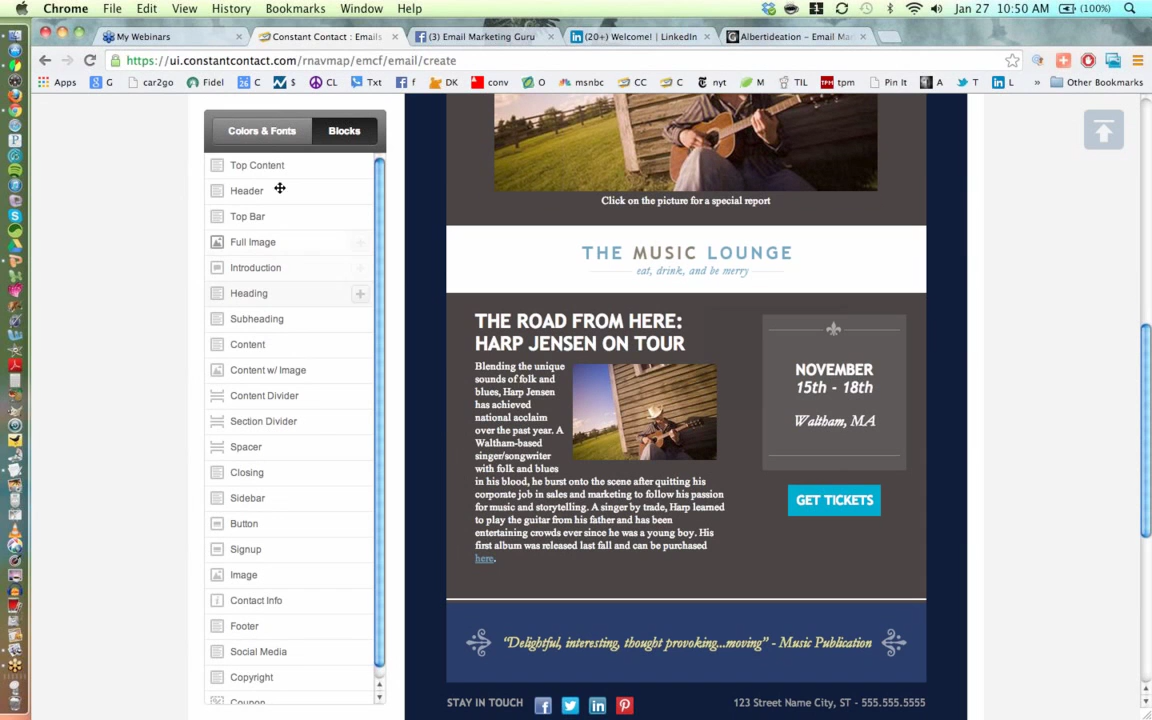 Chrome File Edit View History Bookmarks Window Help Jan 27 10:50 AM (100%)
My Webinars Constant Contact : Emails (3) Email Marketing Guru (20+) Welcome! | LinkedIn Albertideation – Email Mar
https://ui.constantcontact.com/rnavmap/emcf/email/create
Apps G car2go Fidel C S CL Txt f DK conv O msnbc CC C nyt M TIL tpm Pin It A T L » Other Bookmarks
Colors & Fonts Blocks
Top Content
Header
Top Bar
Full Image
Introduction
Heading
Subheading
Content
Content w/ Image
Content Divider
Section Divider
Spacer
Closing
Sidebar
Button
Signup
Image
Contact Info
Footer
Social Media
Copyright
Coupon
Click on the picture for a special report
THE MUSIC LOUNGE
eat, drink, and be merry
THE ROAD FROM HERE:
HARP JENSEN ON TOUR
Blending the unique
sounds of folk and
blues, Harp Jensen
has achieved
national acclaim
over the past year. A
Waltham-based
singer/songwriter
with folk and blues
in his blood, he burst onto the scene after quitting his
corporate job in sales and marketing to follow his passion
for music and storytelling. A singer by trade, Harp learned
to play the guitar from his father and has been
entertaining crowds ever since he was a young boy. His
first album was released last fall and can be purchased
here.
NOVEMBER
15th - 18th
Waltham, MA
GET TICKETS
“Delightful, interesting, thought provoking...moving” - Music Publication
STAY IN TOUCH 123 Street Name City, ST - 555.555.5555